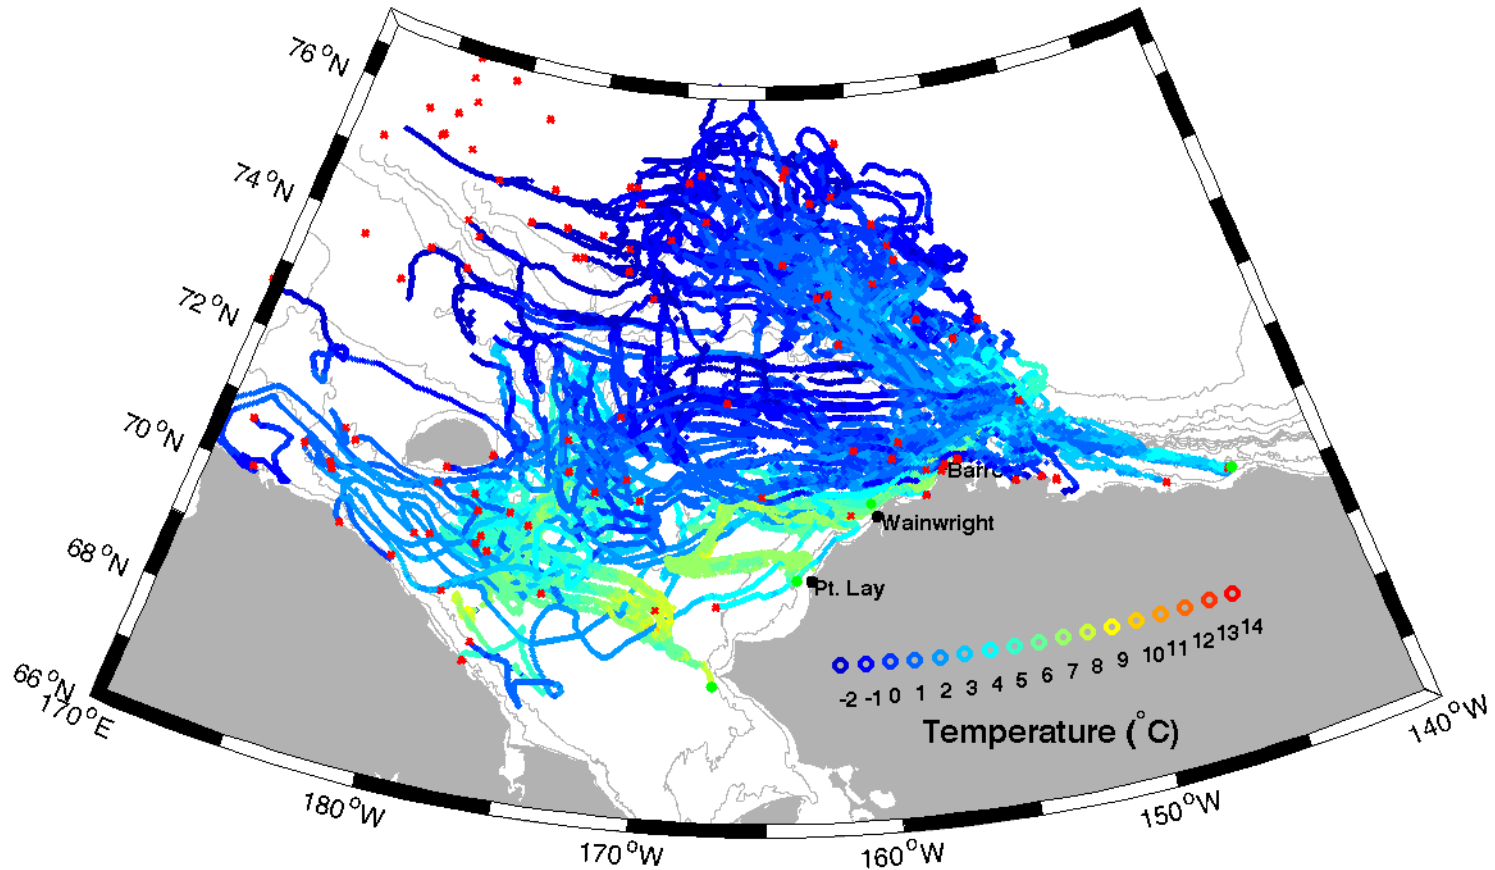 76 °N
74 °N
72 °N
70 °N
68 °N
66 °N
170 °E
180 °W
170 °W
160 °W
150 °W
140 °W
Wainwright
Pt. Lay
-2 -1 0 1 2 3 4 5 6 7 8 9 10 11 12 13 14
Temperature (°C)